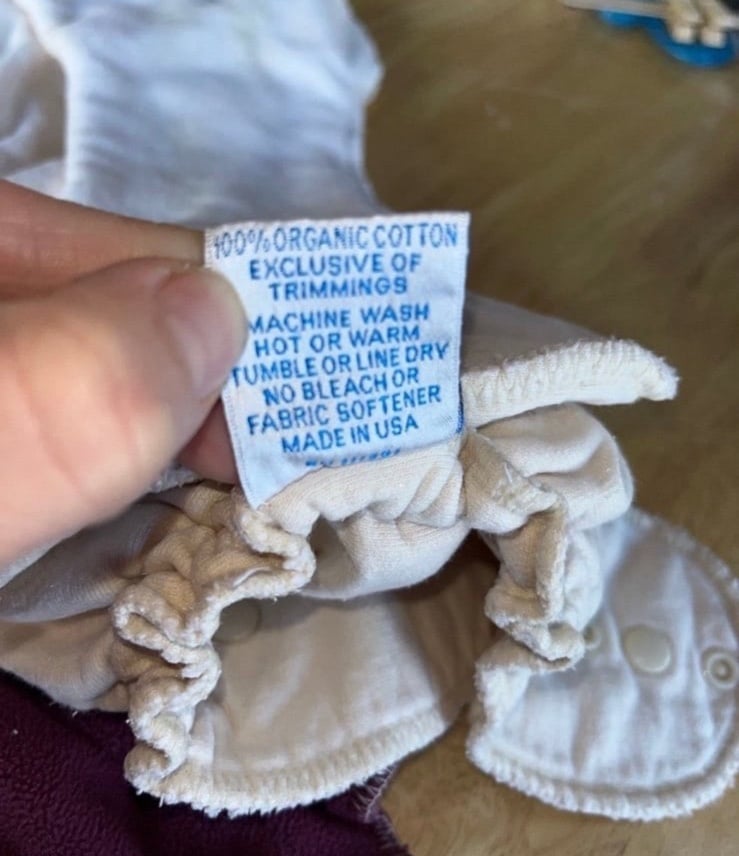 100% ORGANIC COTTON
EXCLUSIVE OF
TRIMMINGS
MACHINE WASH
HOT OR WARM
TUMBLE OR LINE DRY
NO BLEACH OR
FABRIC SOFTENER
MADE IN USA